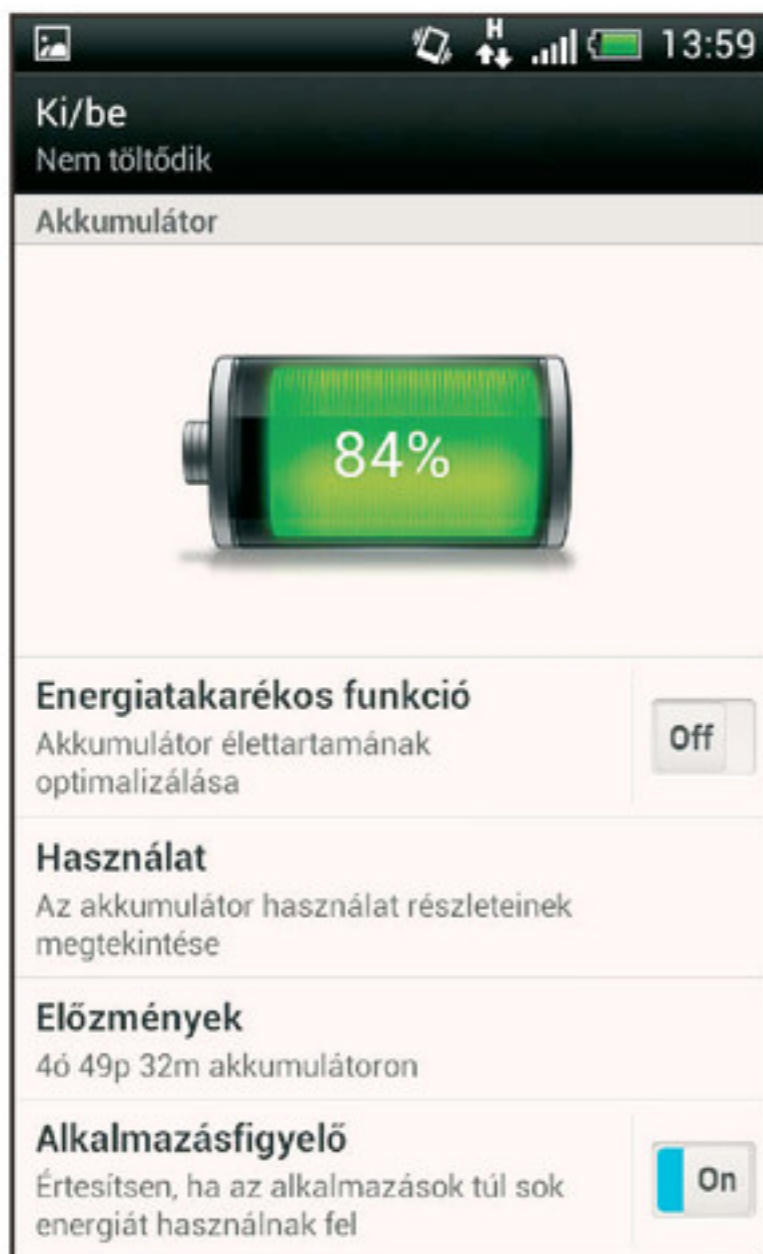 H
13:59
Ki/be
Nem töltődik
Akkumulátor
84%
Energiatakarékos funkció
Akkumulátor élettartamának
optimalizálása
Off
Használat
Az akkumulátor használat részleteinek
megtekintése
Előzmények
4ó 49p 32m akkumulátoron
Alkalmazásfigyelő
Értesítsen, ha az alkalmazások túl sok
energiát használnak fel
On